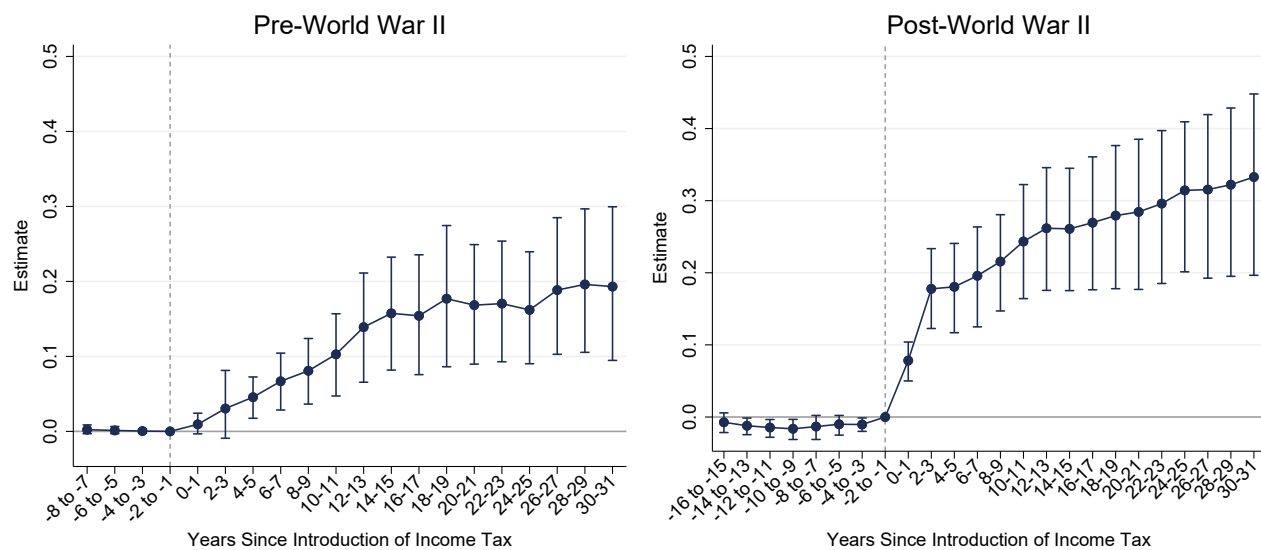 Pre-World War II
0.5
0.4
0.3
0.2
0.1
0.0
Estimate
-8 to -7
-6 to -5
-4 to -3
-2 to -1
0-1
2-3
4-5
6-7
8-9
10-11
12-13
14-15
16-17
18-19
20-21
22-23
24-25
26-27
28-29
30-31
Years Since Introduction of Income Tax
Post-World War II
0.5
0.4
0.3
0.2
0.1
0.0
Estimate
-16 to -15
-14 to -13
-12 to -11
-10 to -9
-8 to -7
-6 to -5
-4 to -3
-2 to -1
0-1
2-3
4-5
6-7
8-9
10-11
12-13
14-15
16-17
18-19
20-21
22-23
24-25
26-27
28-29
30-31
Years Since Introduction of Income Tax